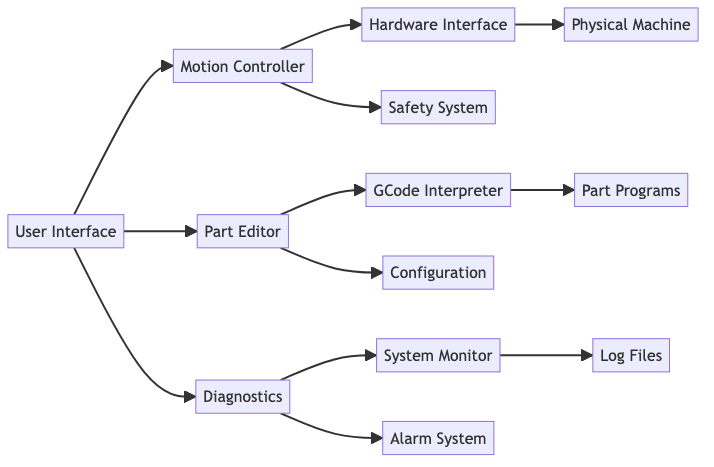 Hardware Interface
Physical Machine
Motion Controller
Safety System
GCode Interpreter
Part Programs
User Interface
Part Editor
Configuration
System Monitor
Log Files
Diagnostics
Alarm System